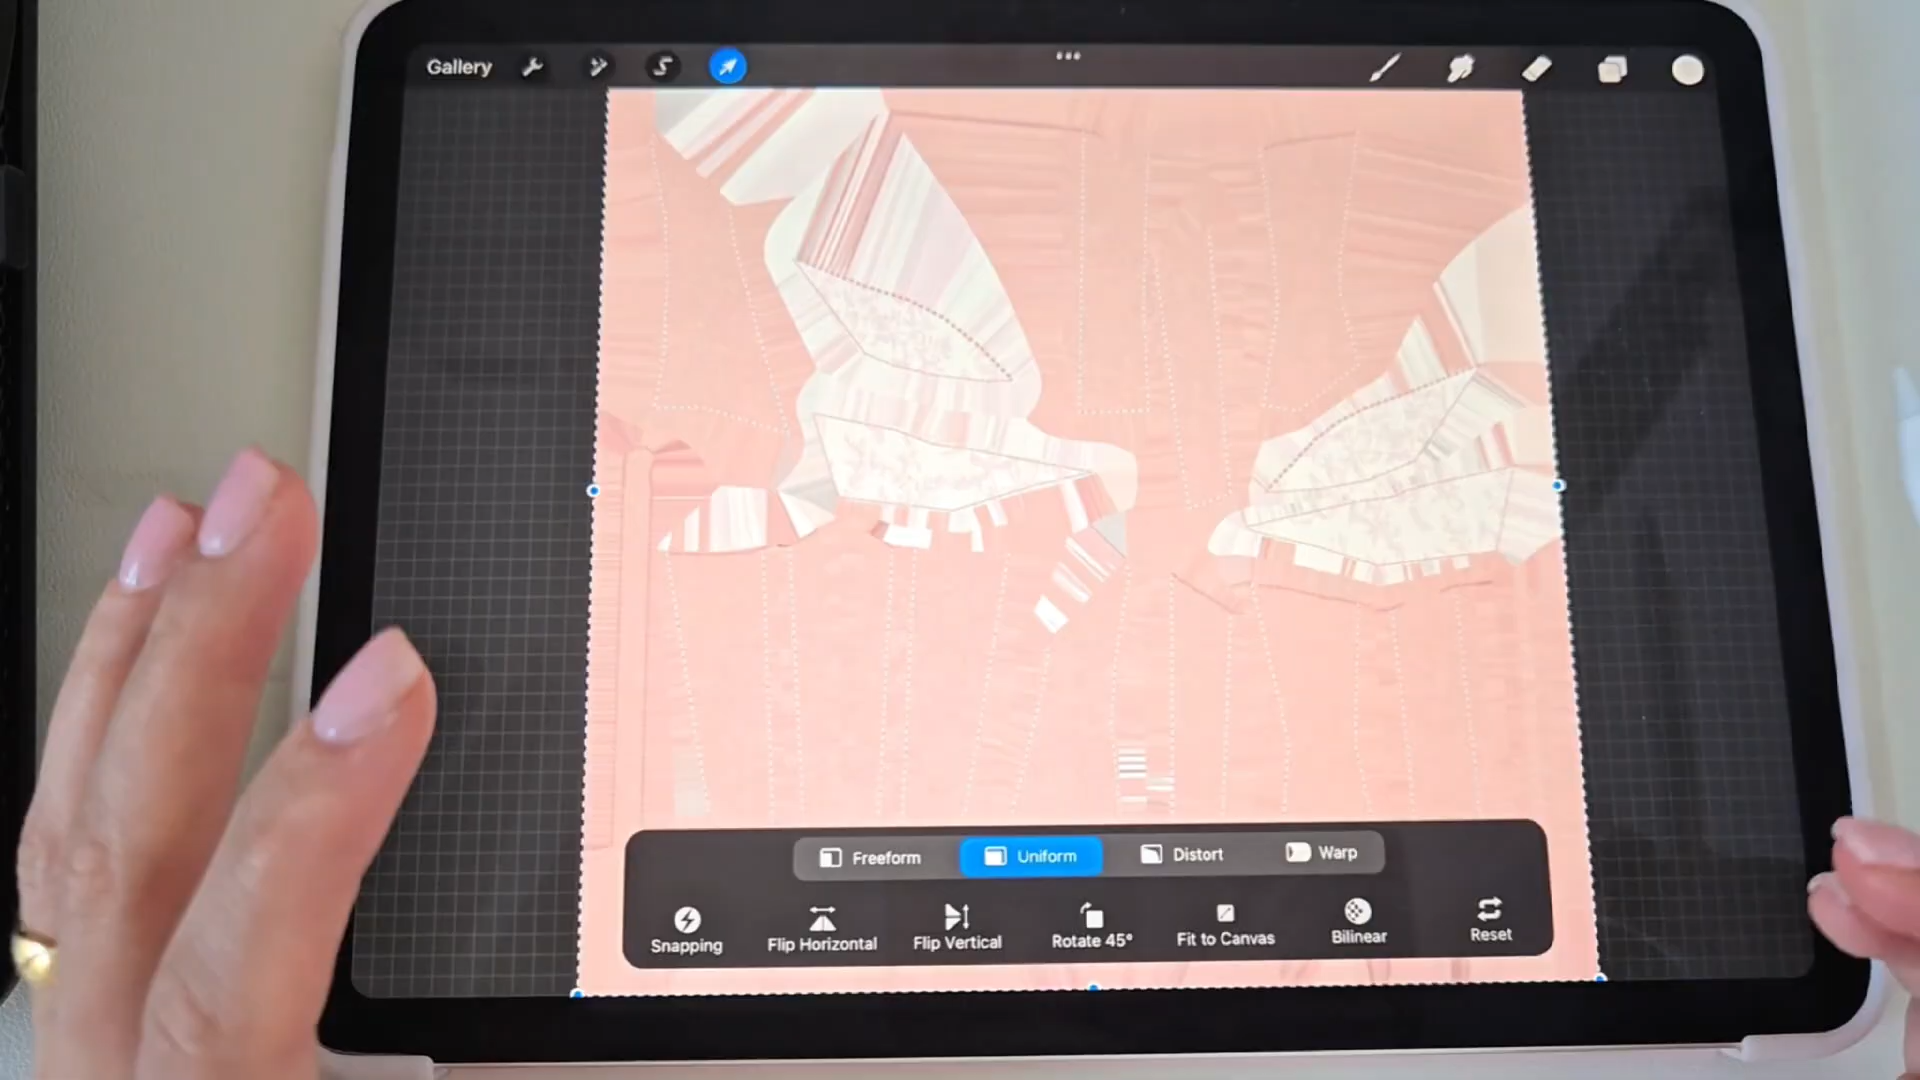 Gallery
Freeform Uniform Distort Warp
Snapping Flip Horizontal Flip Vertical Rotate 45° Fit to Canvas Bilinear Reset